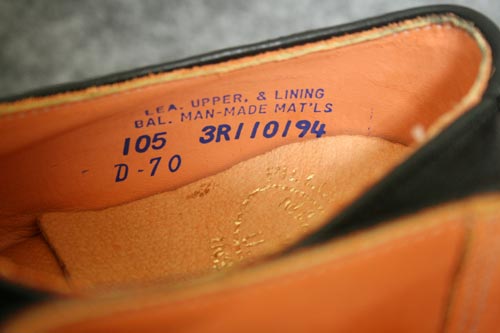 LEA. UPPER, & LINING
BAL. MAN-MADE MAT'LS
105 3R110194
D-70